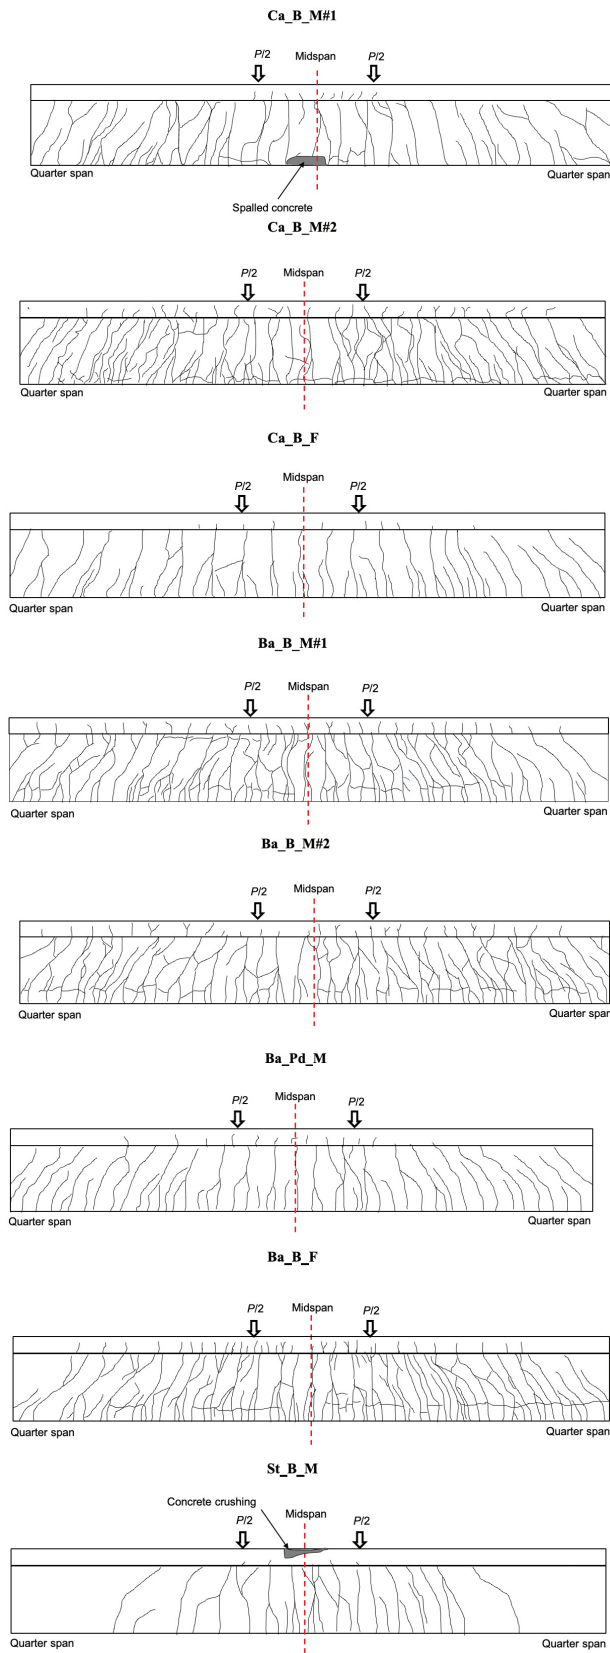 Ca_B_M#1
P/2 Midspan P/2
Quarter span Quarter span
Spalled concrete
Ca_B_M#2
P/2 Midspan P/2
Quarter span Quarter span
Ca_B_F
Midspan
P/2 P/2
Quarter span Quarter span
Ba_B_M#1
P/2 Midspan P/2
Quarter span Quarter span
Ba_B_M#2
P/2 Midspan P/2
Quarter span Quarter span
Ba_Pd_M
P/2 Midspan P/2
Quarter span Quarter span
Ba_B_F
P/2 Midspan P/2
Quarter span Quarter span
St_B_M
Concrete crushing
P/2 Midspan P/2
Quarter span Quarter span